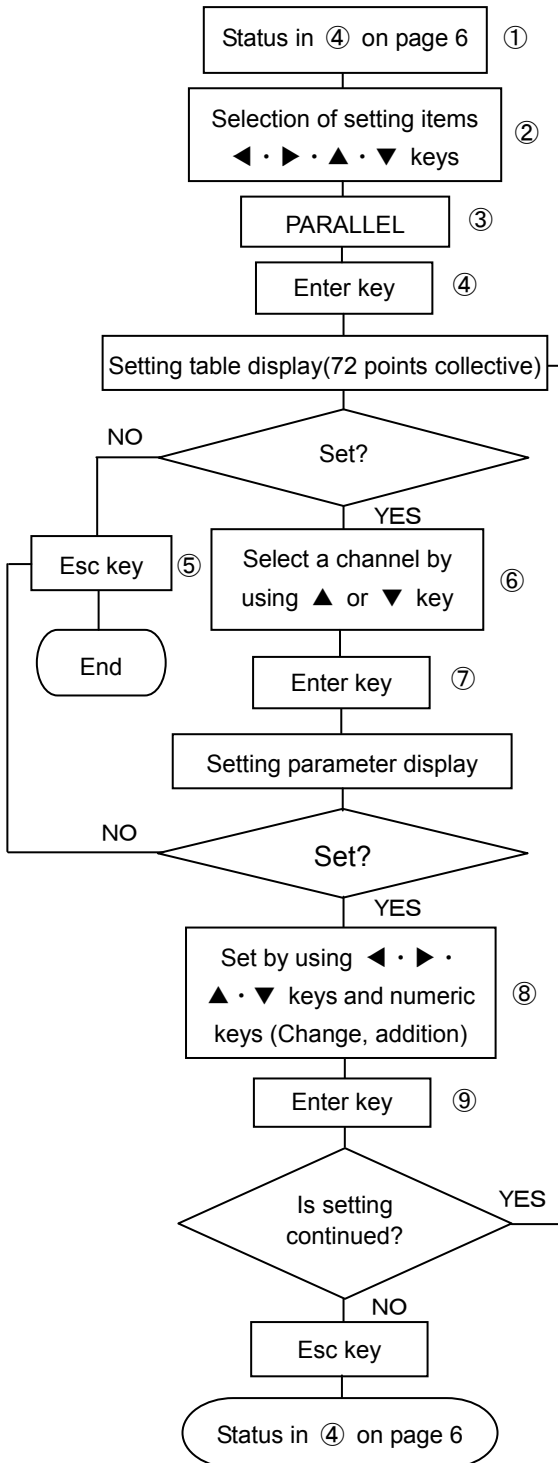 Status in ④ on page 6
①
Selection of setting items
◀・▶・▲・▼ keys
②
PARALLEL
③
Enter key
④
Setting table display(72 points collective)
NO
Set?
YES
Esc key
⑤
Select a channel by
using ▲ or ▼ key
⑥
End
Enter key
⑦
Setting parameter display
NO
Set?
YES
Set by using ◀・▶・
▲・▼ keys and numeric
keys (Change, addition)
⑧
Enter key
⑨
Is setting
continued?
YES
NO
Esc key
Status in ④ on page 6